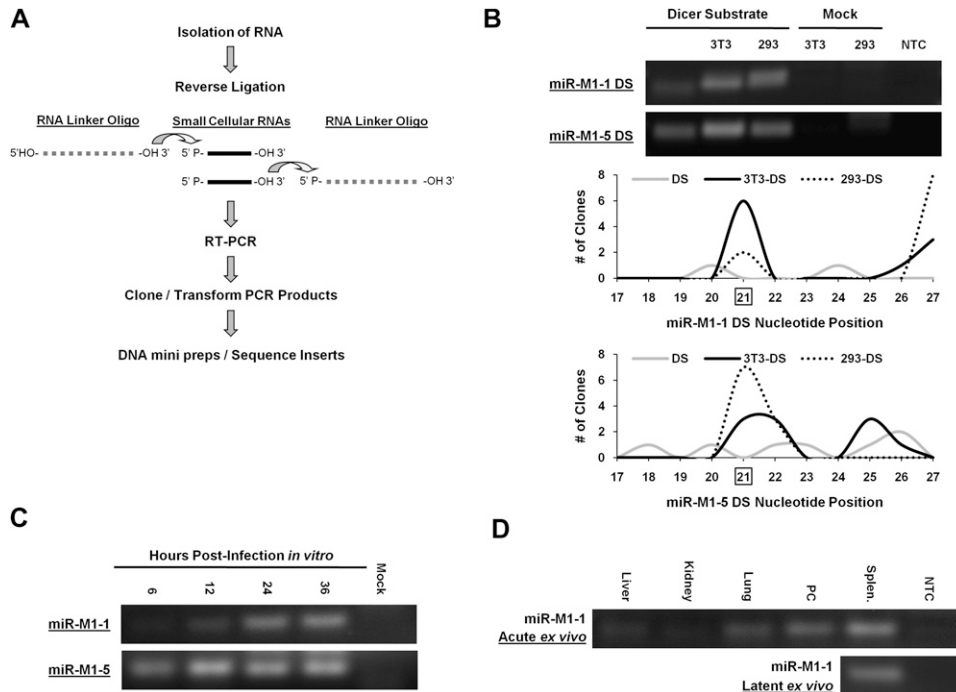 A
Isolation of RNA
Reverse Ligation
RNA Linker Oligo
Small Cellular RNAs
RNA Linker Oligo
5'HO- -OH 3' 5' P- -OH 3'
5' P- -OH 3' 5' P- -OH 3'
RT-PCR
Clone / Transform PCR Products
DNA mini preps / Sequence Inserts
B
Dicer Substrate Mock
3T3 293 3T3 293 NTC
miR-M1-1 DS
miR-M1-5 DS
DS 3T3-DS 293-DS
# of Clones
8
6
4
2
0
17 18 19 20 21 22 23 24 25 26 27
miR-M1-1 DS Nucleotide Position
DS 3T3-DS 293-DS
# of Clones
8
6
4
2
0
17 18 19 20 21 22 23 24 25 26 27
miR-M1-5 DS Nucleotide Position
C
Hours Post-Infection in vitro
6 12 24 36 Mock
miR-M1-1
miR-M1-5
D
Liver Kidney Lung PC Splen. NTC
miR-M1-1
Acute ex vivo
miR-M1-1
Latent ex vivo